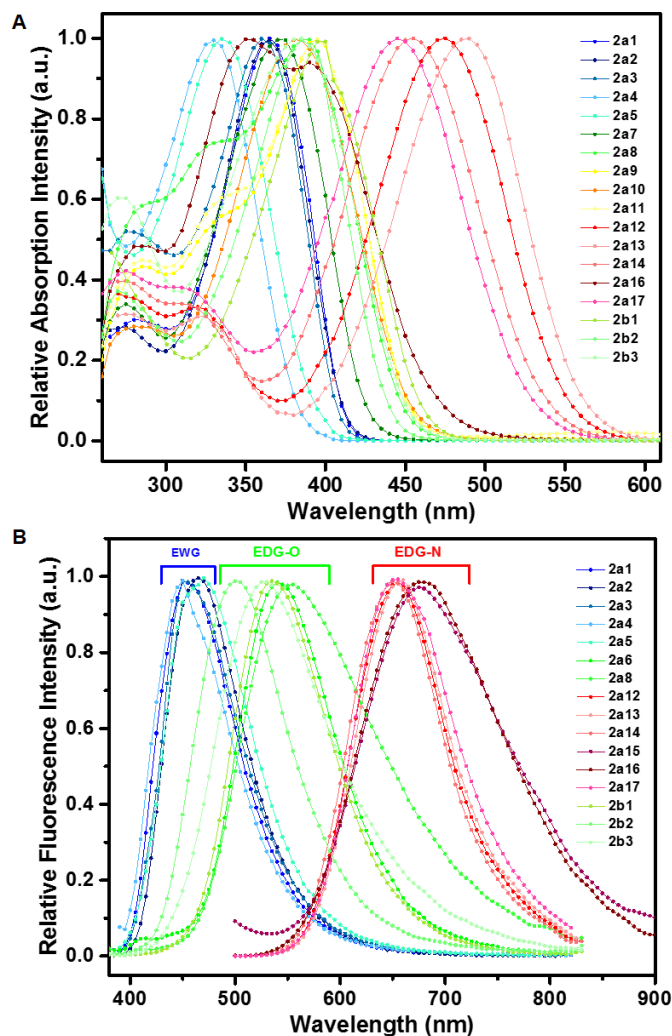 A
Relative Absorption Intensity (a.u.)
1.0
0.8
0.6
0.4
0.2
0.0
300
350
400
450
500
550
600
Wavelength (nm)
2a1
2a2
2a3
2a4
2a5
2a7
2a8
2a9
2a10
2a11
2a12
2a13
2a14
2a16
2a17
2b1
2b2
2b3
B
Relative Fluorescence Intensity (a.u.)
1.0
0.8
0.6
0.4
0.2
0.0
EWG
EDG-O
EDG-N
400
500
600
700
800
900
Wavelength (nm)
2a1
2a2
2a3
2a4
2a5
2a6
2a8
2a12
2a13
2a14
2a15
2a16
2a17
2b1
2b2
2b3